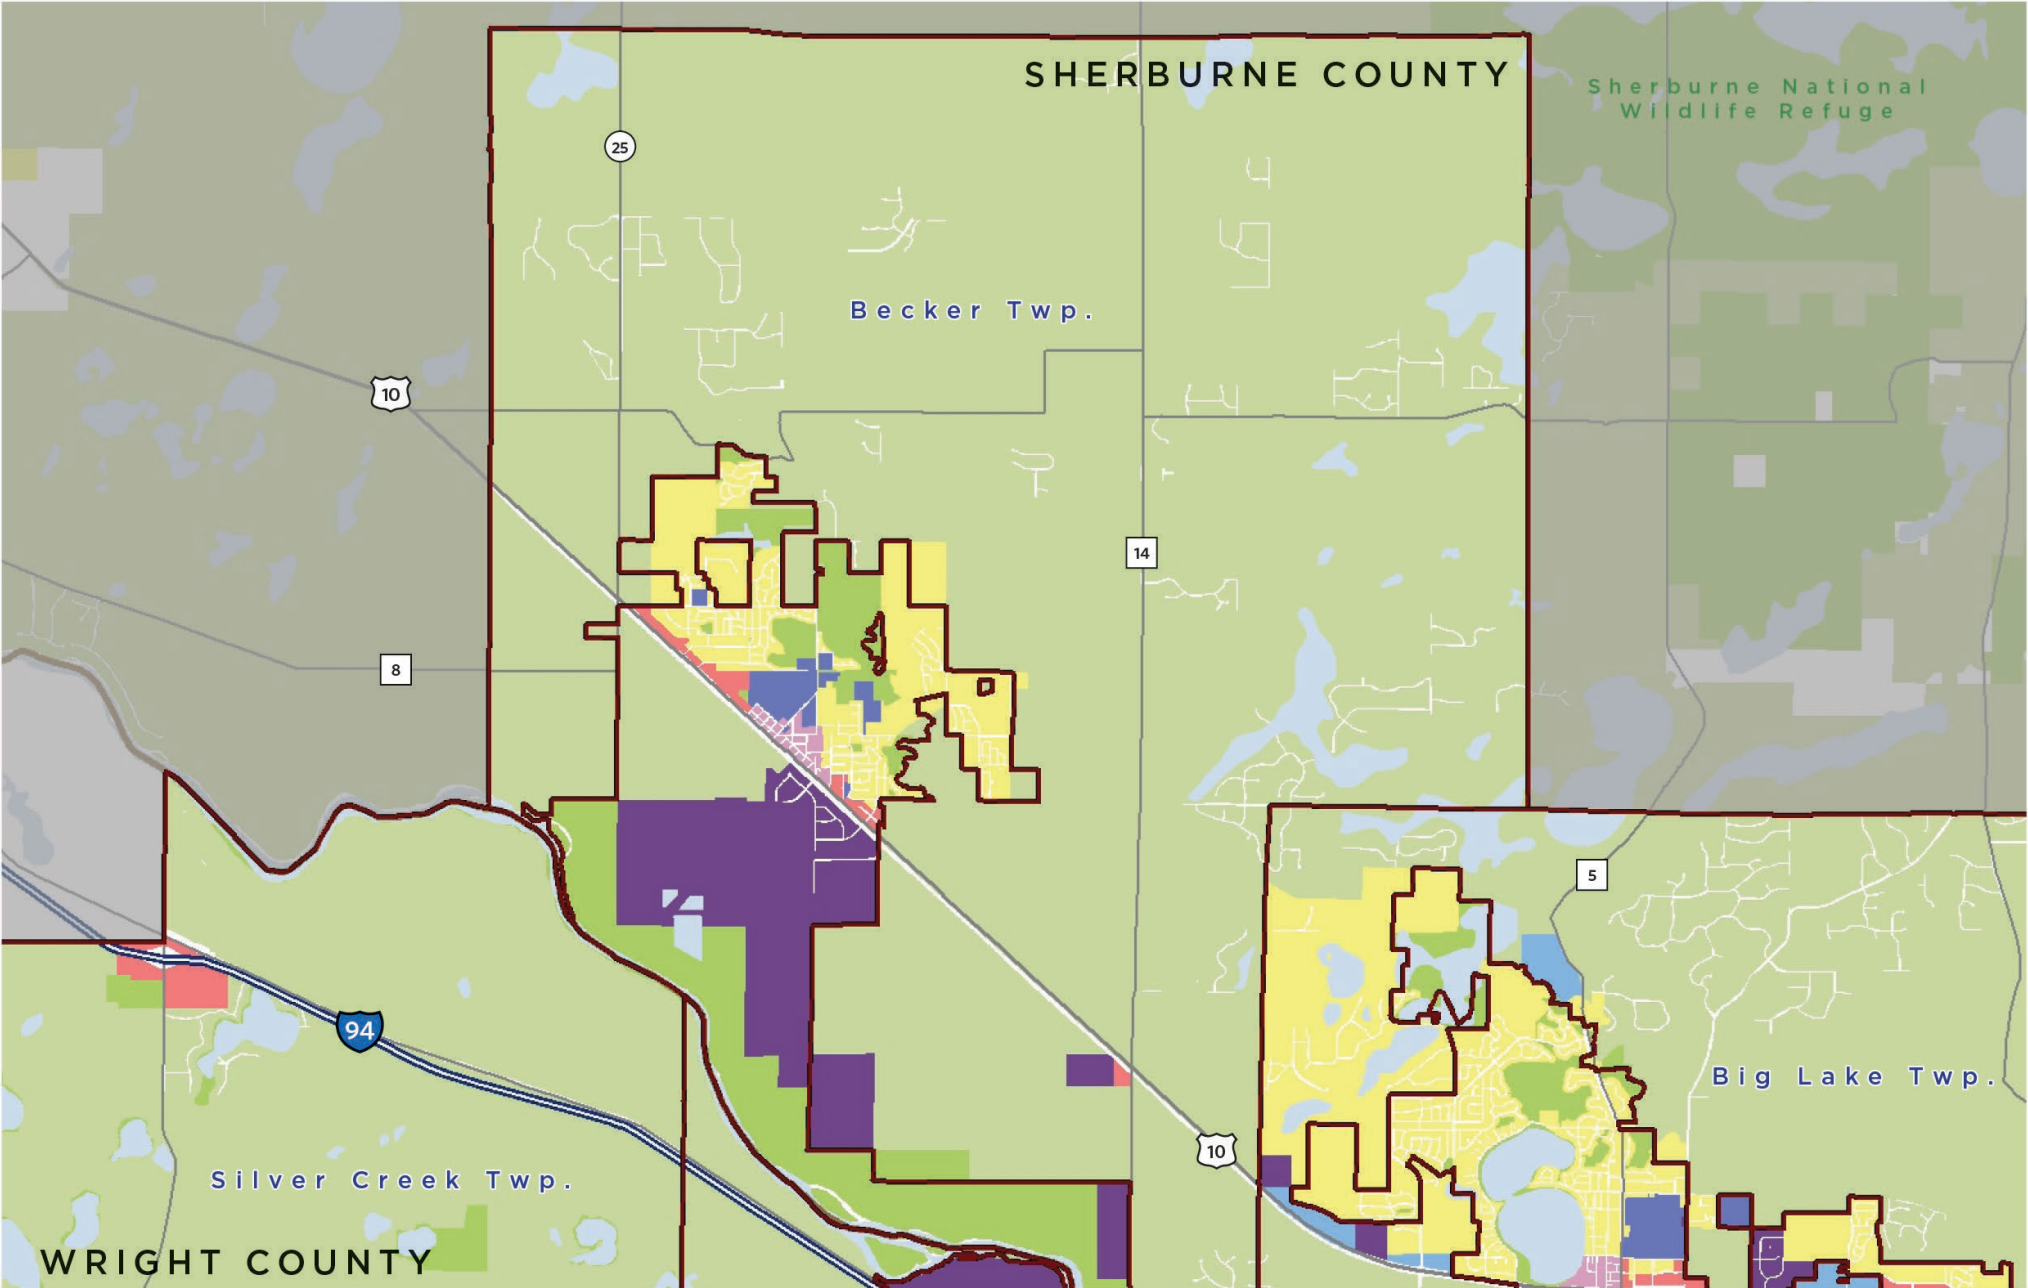 SHERBURNE COUNTY
Sherburne National
Wildlife Refuge
25
Becker Twp.
10
14
8
5
94
Big Lake Twp.
10
Silver Creek Twp.
WRIGHT COUNTY